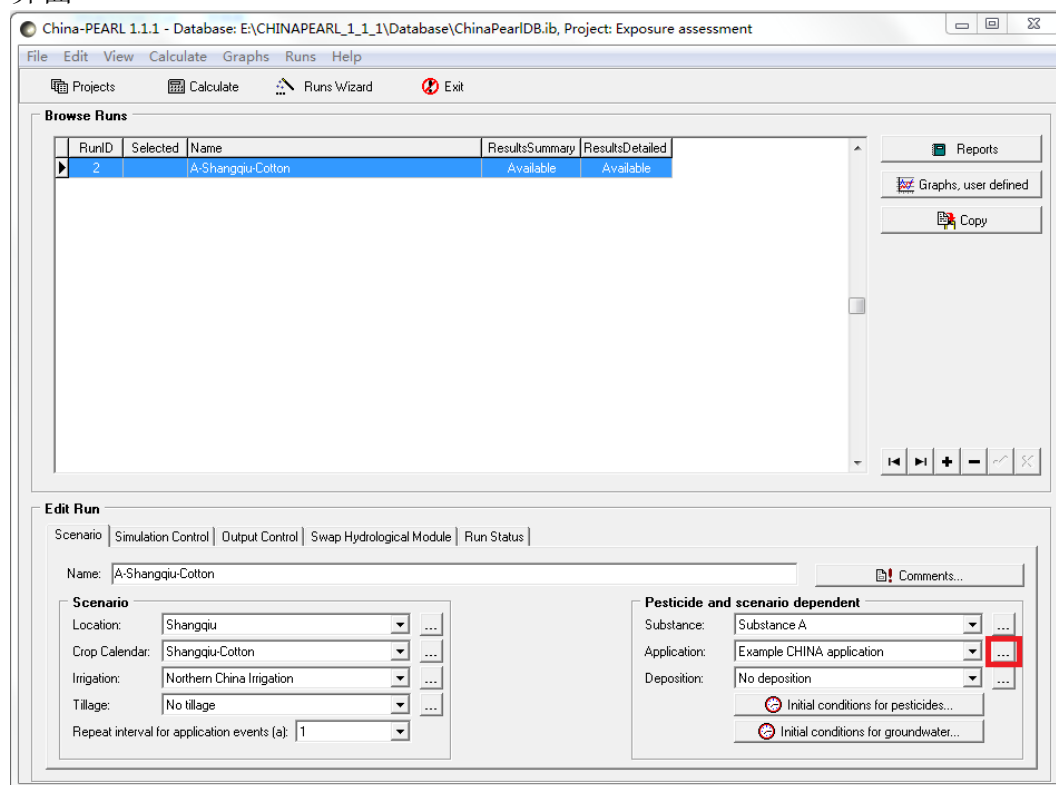 界面
China-PEARL 1.1.1 - Database: E:\CHINAPEARL_1_1_1\Database\ChinaPearlDB.ib, Project: Exposure assessment
File Edit View Calculate Graphs Runs Help
Projects Calculate Runs Wizard Exit
Browse Runs
RunID Selected Name ResultsSummary ResultsDetailed
2 A-Shangqiu-Cotton Available Available
Reports
Graphs, user defined
Copy
Edit Run
Scenario Simulation Control Output Control Swap Hydrological Module Run Status
Name: A-Shangqiu-Cotton Comments...
Scenario Pesticide and scenario dependent
Location: Shangqiu ... Substance: Substance A ...
Crop Calendar: Shangqiu-Cotton ... Application: Example CHINA application ...
Irrigation: Northern China Irrigation ... Deposition: No deposition ...
Tillage: No tillage ... Initial conditions for pesticides...
Repeat interval for application events (a): 1 Initial conditions for groundwater...